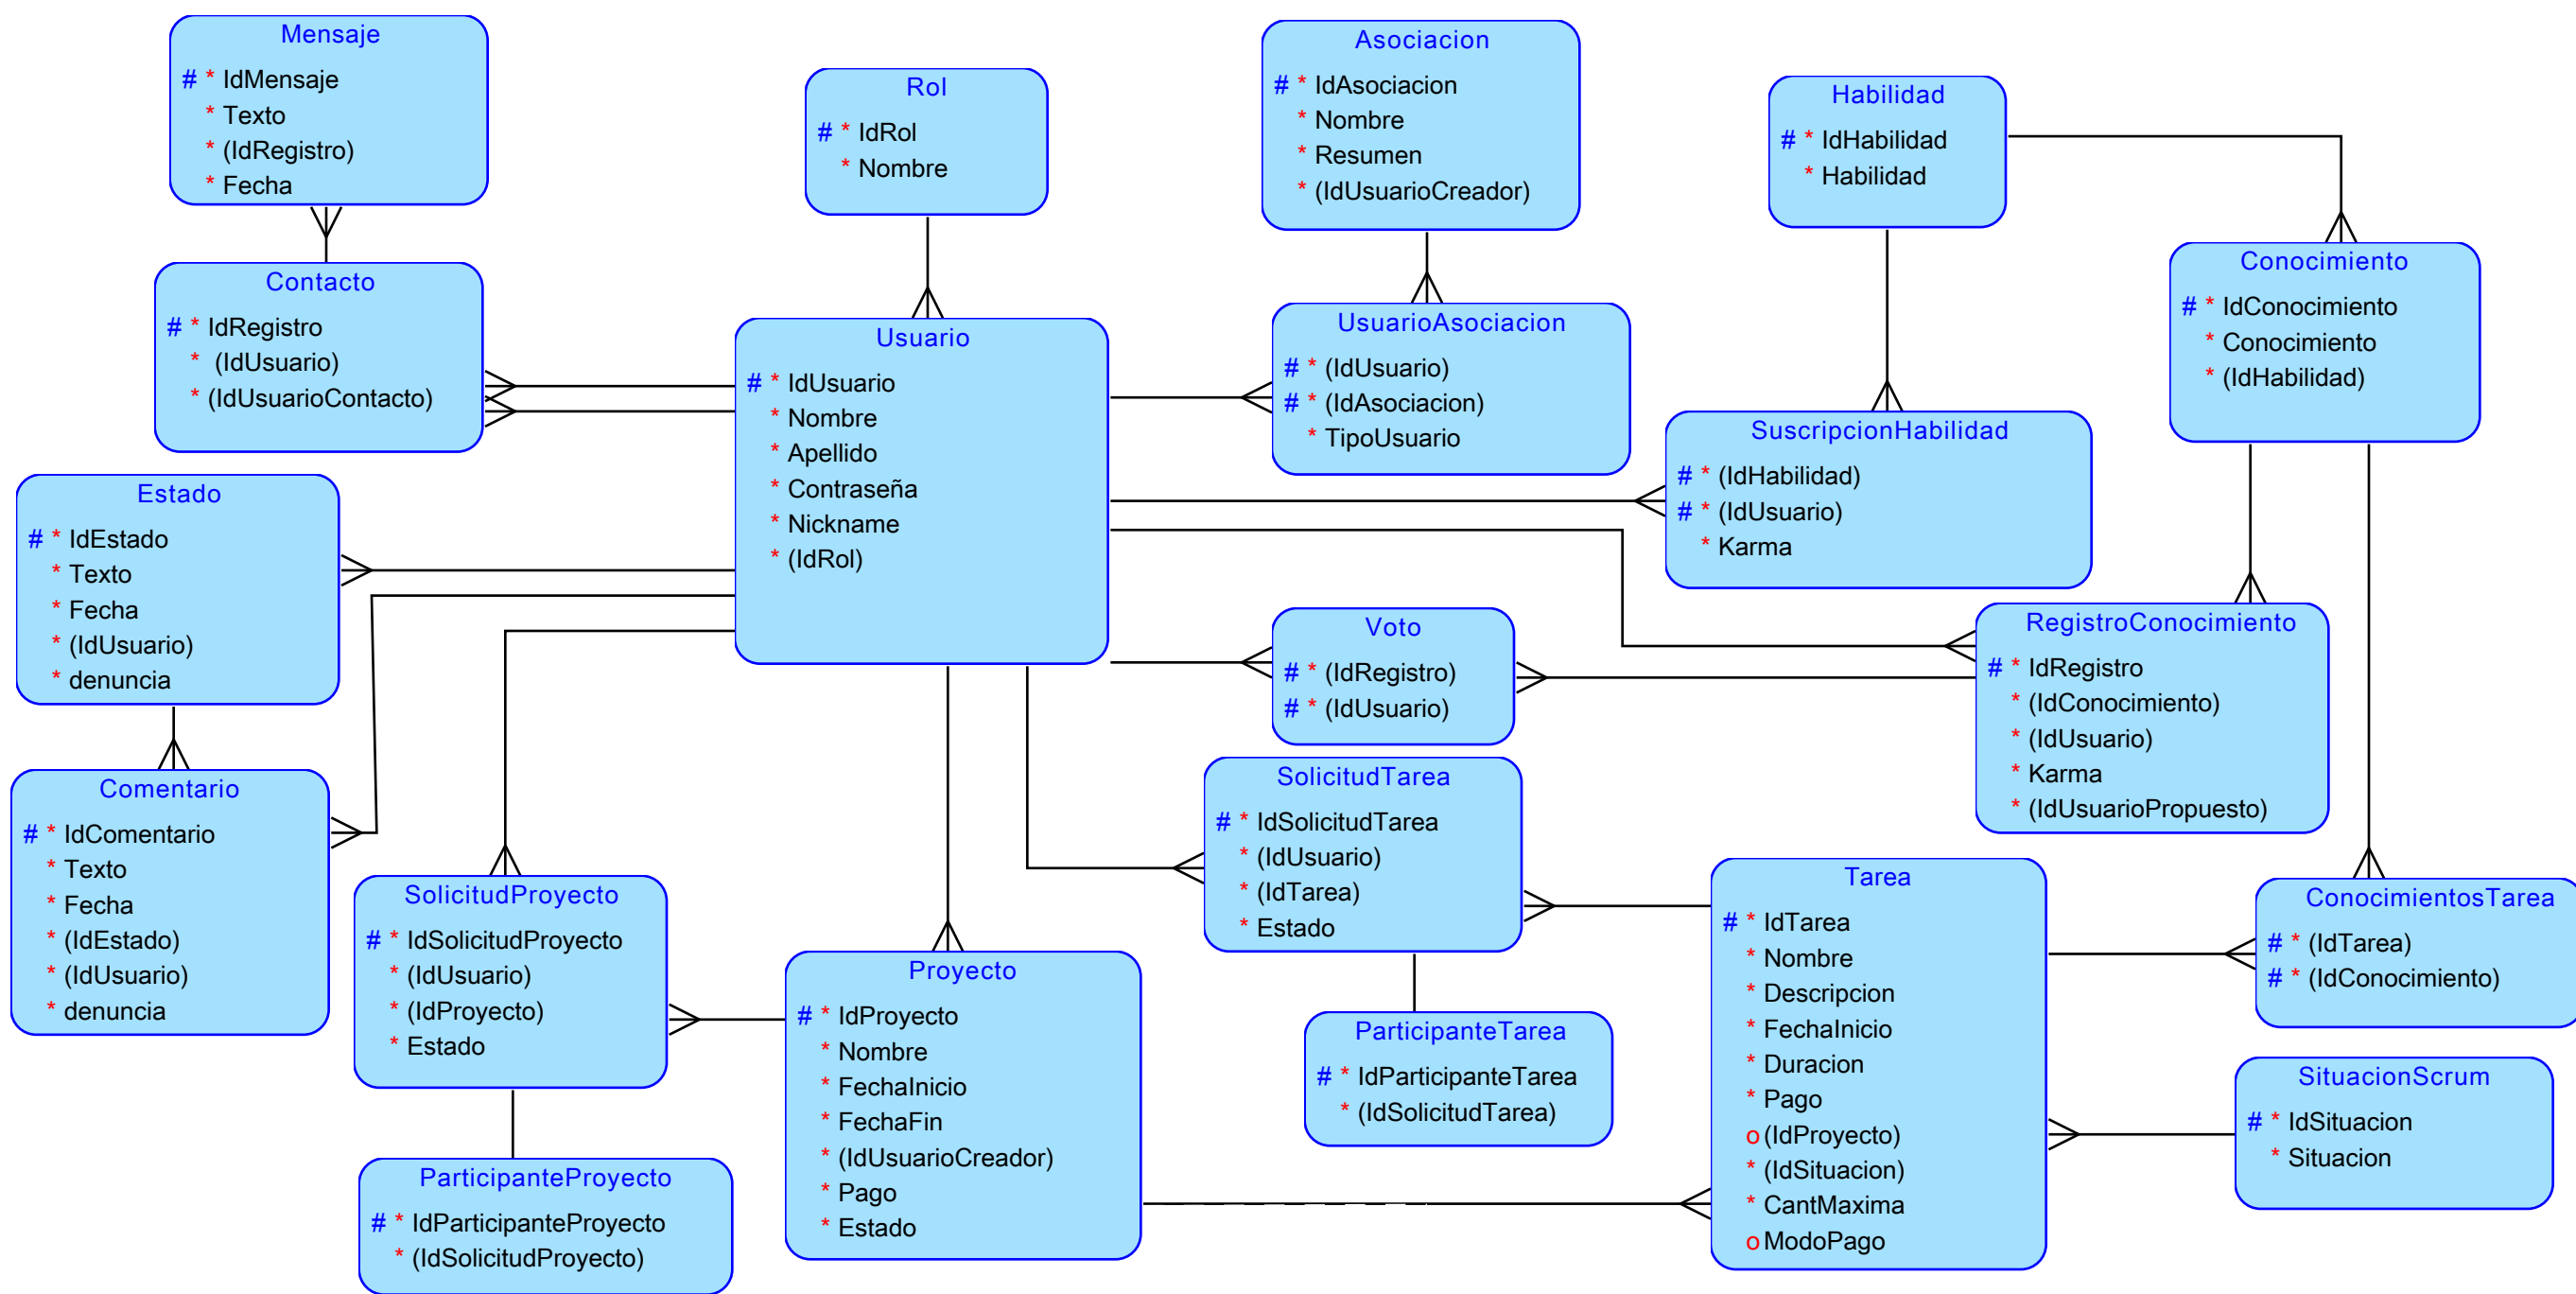 Mensaje
# * IdMensaje
* Texto
* (IdRegistro)
* Fecha
Rol
# * IdRol
* Nombre
Asociacion
# * IdAsociacion
* Nombre
* Resumen
* (IdUsuarioCreador)
Habilidad
# * IdHabilidad
* Habilidad
Contacto
# * IdRegistro
* (IdUsuario)
* (IdUsuarioContacto)
Usuario
# * IdUsuario
* Nombre
* Apellido
* Contraseña
* Nickname
* (IdRol)
UsuarioAsociacion
# * (IdUsuario)
# * (IdAsociacion)
* TipoUsuario
Conocimiento
# * IdConocimiento
* Conocimiento
* (IdHabilidad)
SuscripcionHabilidad
# * (IdHabilidad)
# * (IdUsuario)
* Karma
Estado
# * IdEstado
* Texto
* Fecha
* (IdUsuario)
* denuncia
Voto
# * (IdRegistro)
# * (IdUsuario)
RegistroConocimiento
# * IdRegistro
* (IdConocimiento)
* (IdUsuario)
* Karma
* (IdUsuarioPropuesto)
Comentario
# * IdComentario
* Texto
* Fecha
* (IdEstado)
* (IdUsuario)
* denuncia
SolicitudTarea
# * IdSolicitudTarea
* (IdUsuario)
* (IdTarea)
* Estado
SolicitudProyecto
# * IdSolicitudProyecto
* (IdUsuario)
* (IdProyecto)
* Estado
Proyecto
# * IdProyecto
* Nombre
* FechaInicio
* FechaFin
* (IdUsuarioCreador)
* Pago
* Estado
Tarea
# * IdTarea
* Nombre
* Descripcion
* FechaInicio
* Duracion
* Pago
o (IdProyecto)
* (IdSituacion)
* CantMaxima
o ModoPago
ConocimientosTarea
# * (IdTarea)
# * (IdConocimiento)
ParticipanteTarea
# * IdParticipanteTarea
* (IdSolicitudTarea)
SituacionScrum
# * IdSituacion
* Situacion
ParticipanteProyecto
# * IdParticipanteProyecto
* (IdSolicitudProyecto)